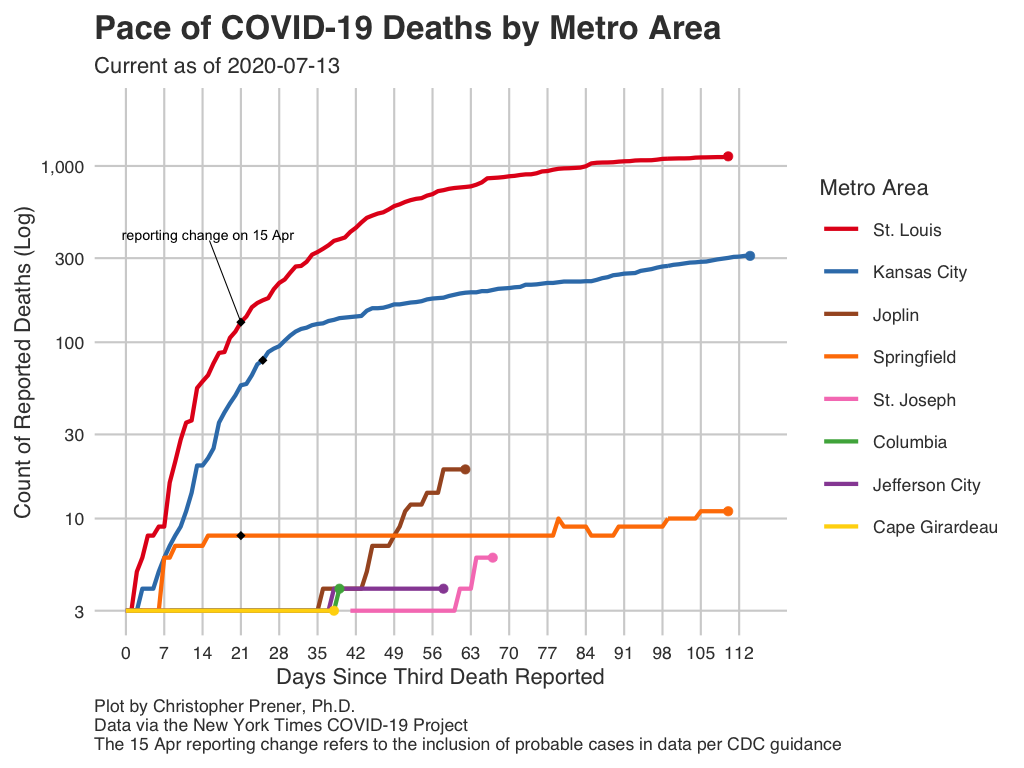 Pace of COVID-19 Deaths by Metro Area
Current as of 2020-07-13
Count of Reported Deaths (Log)
1,000
300
100
30
10
3
reporting change on 15 Apr
0 7 14 21 28 35 42 49 56 63 70 77 84 91 98 105 112
Days Since Third Death Reported
Metro Area
St. Louis
Kansas City
Joplin
Springfield
St. Joseph
Columbia
Jefferson City
Cape Girardeau
Plot by Christopher Prener, Ph.D.
Data via the New York Times COVID-19 Project
The 15 Apr reporting change refers to the inclusion of probable cases in data per CDC guidance